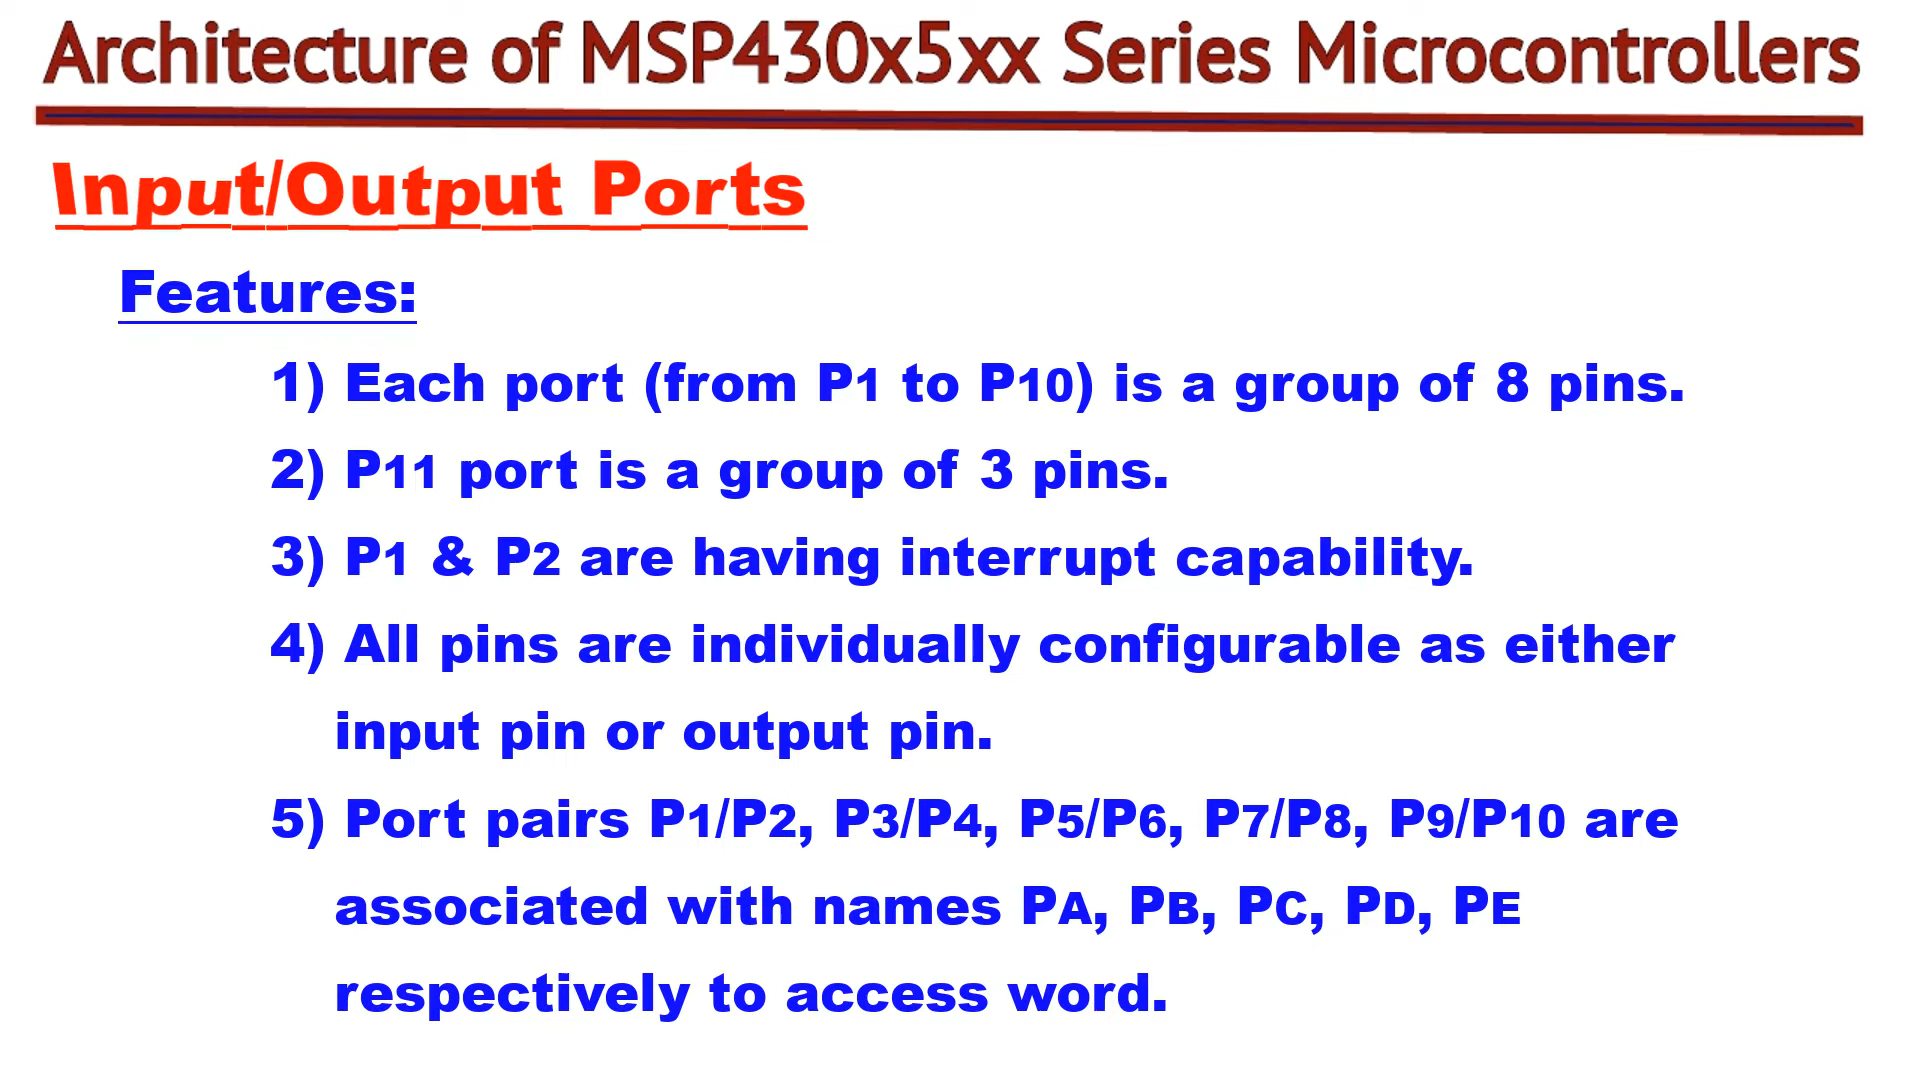 Architecture of MSP430x5xx Series Microcontrollers
Input/Output Ports
Features:
1) Each port (from P1 to P10) is a group of 8 pins.
2) P11 port is a group of 3 pins.
3) P1 & P2 are having interrupt capability.
4) All pins are individually configurable as either
input pin or output pin.
5) Port pairs P1/P2, P3/P4, P5/P6, P7/P8, P9/P10 are
associated with names PA, PB, PC, PD, PE
respectively to access word.